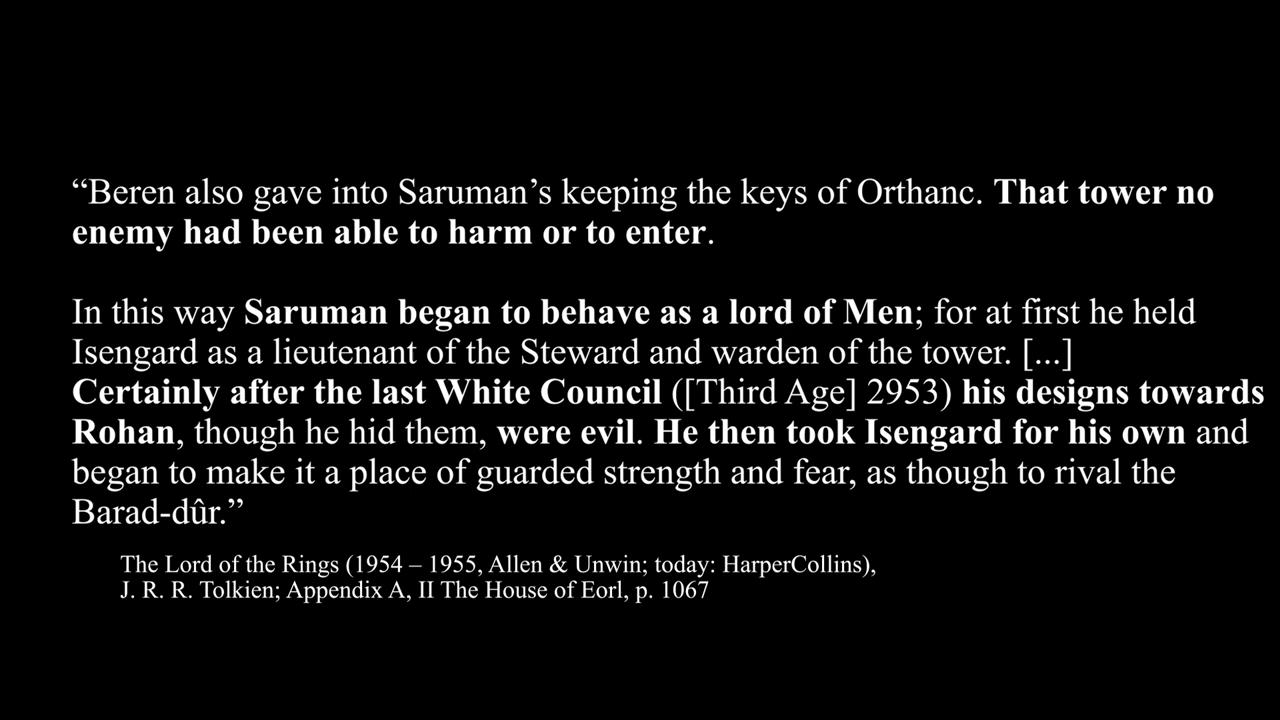 “Beren also gave into Saruman’s keeping the keys of Orthanc. That tower no
enemy had been able to harm or to enter.
In this way Saruman began to behave as a lord of Men; for at first he held
Isengard as a lieutenant of the Steward and warden of the tower. [...]
Certainly after the last White Council ([Third Age] 2953) his designs towards
Rohan, though he hid them, were evil. He then took Isengard for his own and
began to make it a place of guarded strength and fear, as though to rival the
Barad-dûr.”
The Lord of the Rings (1954 – 1955, Allen & Unwin; today: HarperCollins),
J. R. R. Tolkien; Appendix A, II The House of Eorl, p. 1067